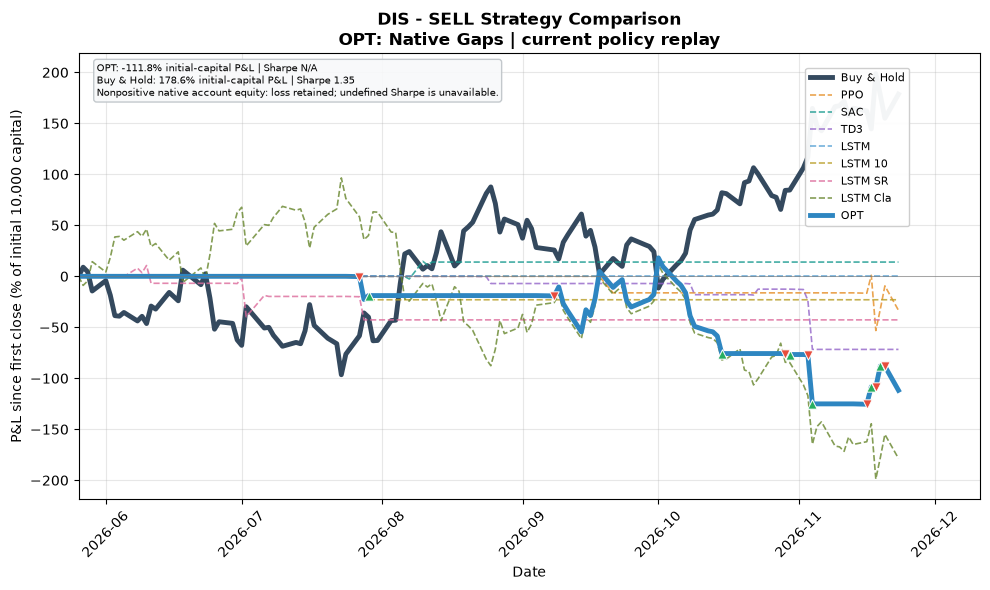 DIS - SELL Strategy Comparison
OPT: Native Gaps | current policy replay
OPT: -111.8% initial-capital P&L | Sharpe N/A
Buy & Hold: 178.6% initial-capital P&L | Sharpe 1.35
Nonpositive native account equity: loss retained; undefined Sharpe is unavailable.
Buy & Hold
PPO
SAC
TD3
LSTM
LSTM 10
LSTM SR
LSTM Cla
OPT
P&L since first close (% of initial 10,000 capital)
200
150
100
50
0
−50
−100
−150
−200
2026-06
2026-07
2026-08
2026-09
2026-10
2026-11
2026-12
Date